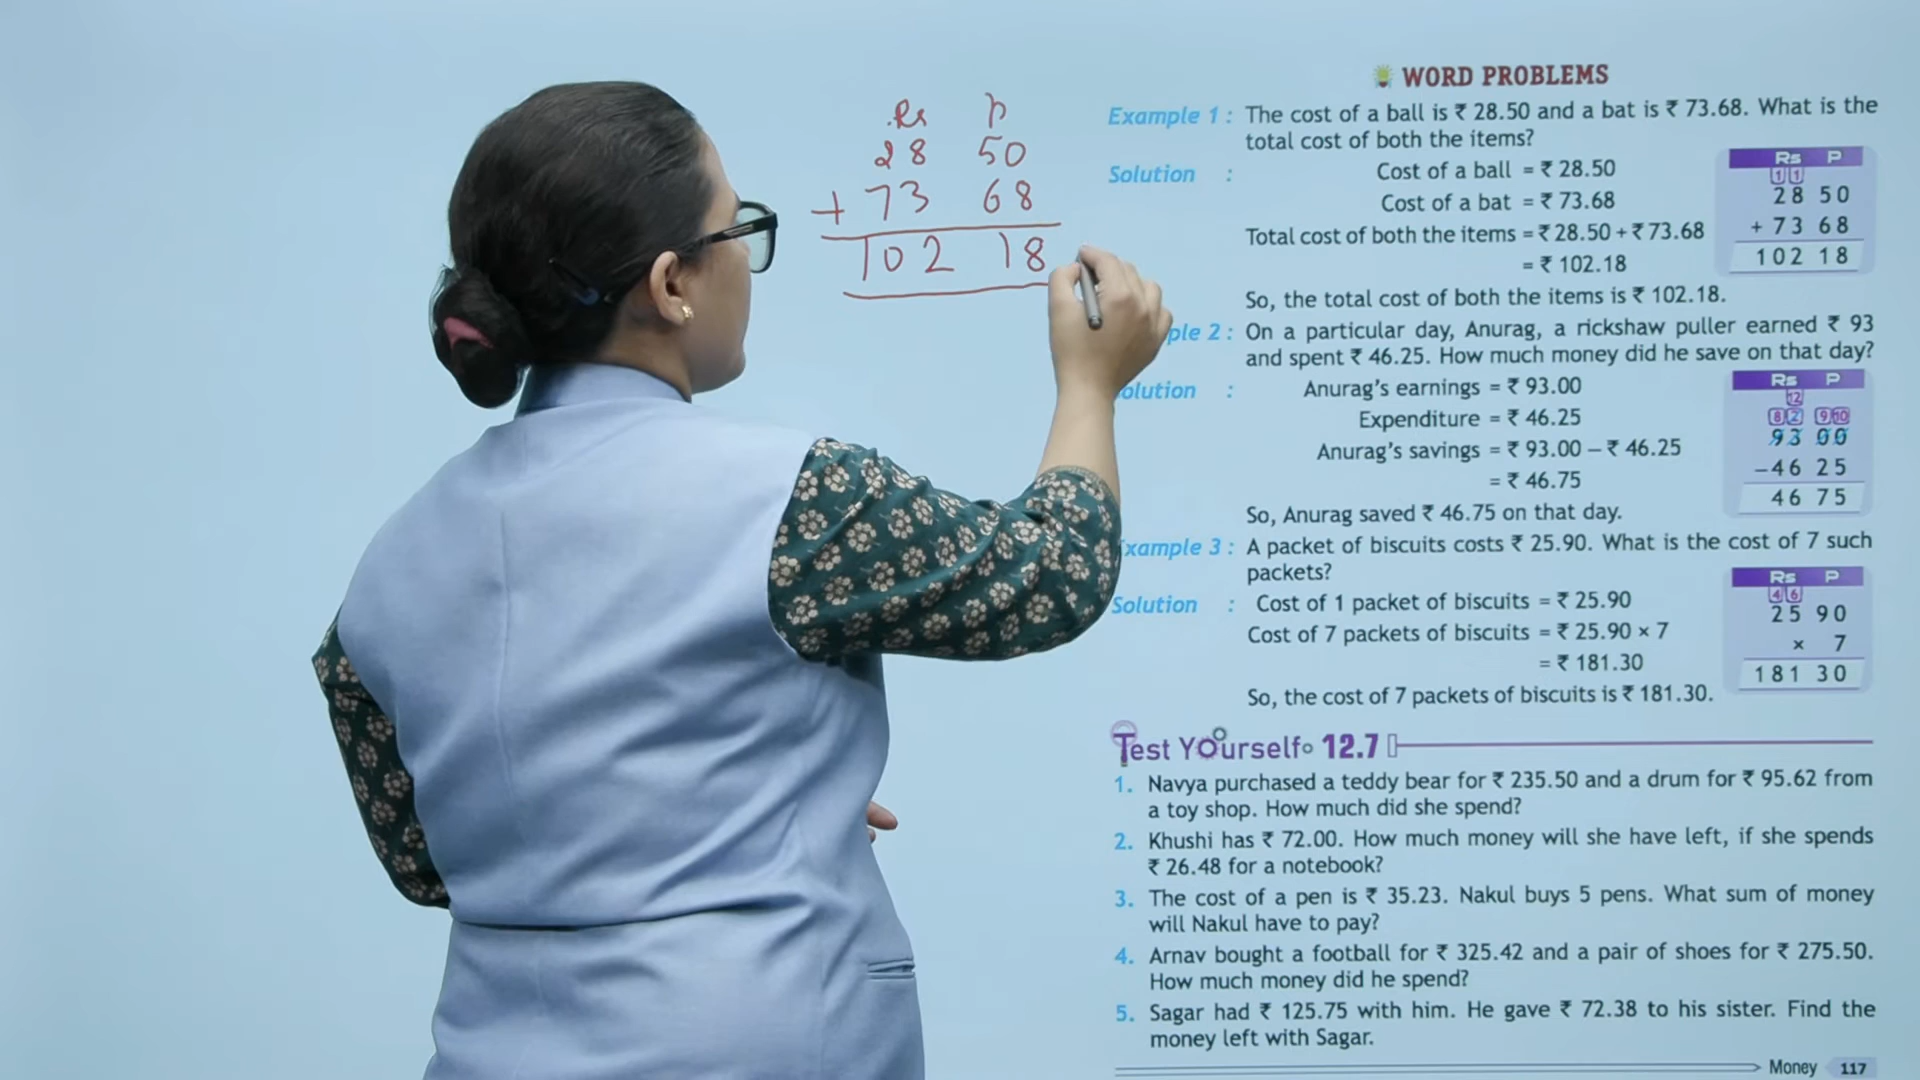 Rs p
28 50
+ 73 68
102 18
WORD PROBLEMS
Example 1 : The cost of a ball is ₹ 28.50 and a bat is ₹ 73.68. What is the
total cost of both the items?
Solution : Cost of a ball = ₹ 28.50
Cost of a bat = ₹ 73.68
Total cost of both the items = ₹ 28.50 + ₹ 73.68
= ₹ 102.18
So, the total cost of both the items is ₹ 102.18.
Rs P
1 1
28 50
+ 73 68
102 18
ple 2 : On a particular day, Anurag, a rickshaw puller earned ₹ 93
and spent ₹ 46.25. How much money did he save on that day?
olution : Anurag's earnings = ₹ 93.00
Expenditure = ₹ 46.25
Anurag's savings = ₹ 93.00 – ₹ 46.25
= ₹ 46.75
So, Anurag saved ₹ 46.75 on that day.
Rs P
12
8 2 9 10
93 00
–46 25
46 75
xample 3 : A packet of biscuits costs ₹ 25.90. What is the cost of 7 such
packets?
Solution : Cost of 1 packet of biscuits = ₹ 25.90
Cost of 7 packets of biscuits = ₹ 25.90 × 7
= ₹ 181.30
So, the cost of 7 packets of biscuits is ₹ 181.30.
Rs P
4 6
25 90
× 7
181 30
Test Yourself 12.7
1. Navya purchased a teddy bear for ₹ 235.50 and a drum for ₹ 95.62 from
a toy shop. How much did she spend?
2. Khushi has ₹ 72.00. How much money will she have left, if she spends
₹ 26.48 for a notebook?
3. The cost of a pen is ₹ 35.23. Nakul buys 5 pens. What sum of money
will Nakul have to pay?
4. Arnav bought a football for ₹ 325.42 and a pair of shoes for ₹ 275.50.
How much money did he spend?
5. Sagar had ₹ 125.75 with him. He gave ₹ 72.38 to his sister. Find the
money left with Sagar.
Money 117